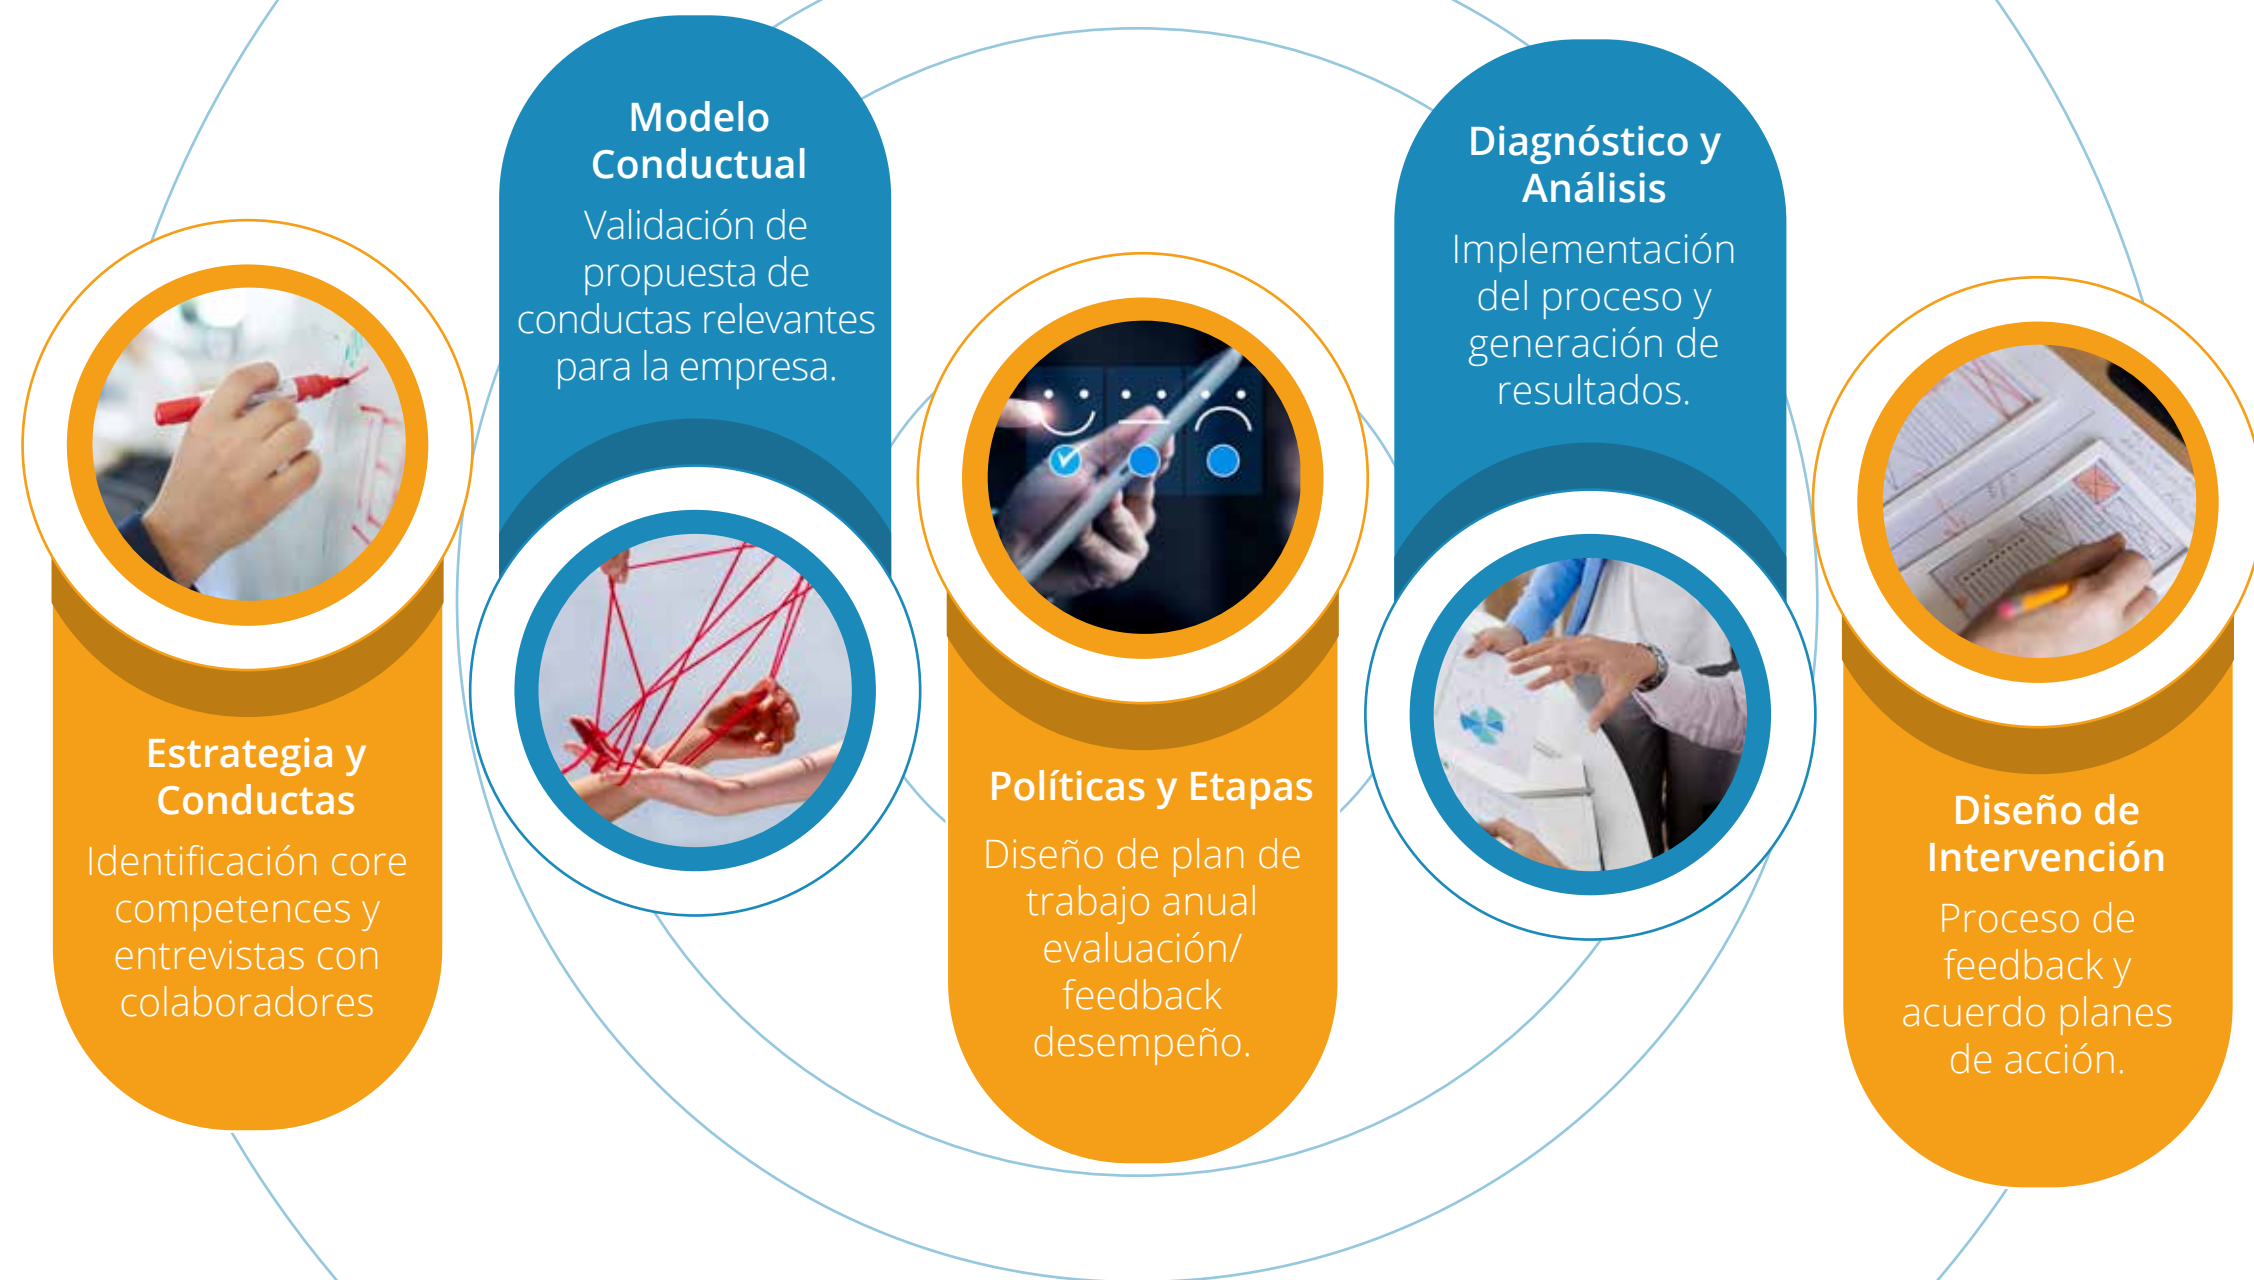 Estrategia y
Conductas
Identificación core
competences y
entrevistas con
colaboradores
Modelo
Conductual
Validación de
propuesta de
conductas relevantes
para la empresa.
Políticas y Etapas
Diseño de plan de
trabajo anual
evaluación/
feedback
desempeño.
Diagnóstico y
Análisis
Implementación
del proceso y
generación de
resultados.
Diseño de
Intervención
Proceso de
feedback y
acuerdo planes
de acción.